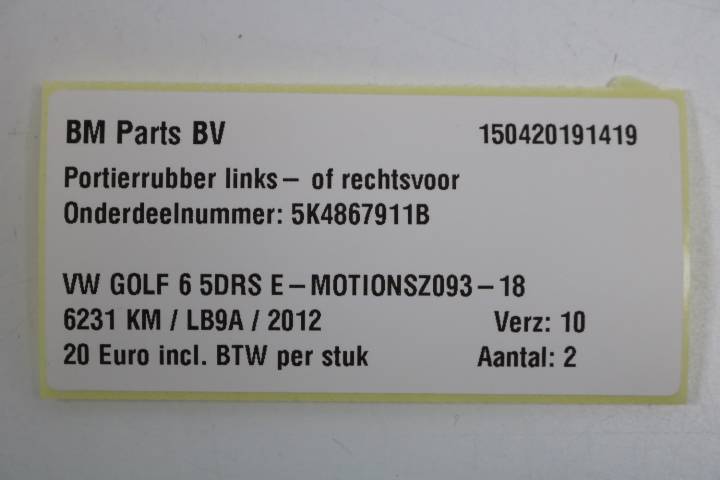 BM Parts BV 150420191419
Portierrubber links- of rechtsvoor
Onderdeelnummer: 5K4867911B
VW GOLF 6 5DRS E-MOTIONSZ093-18
6231 KM / LB9A / 2012 Verz: 10
20 Euro incl. BTW per stuk Aantal: 2